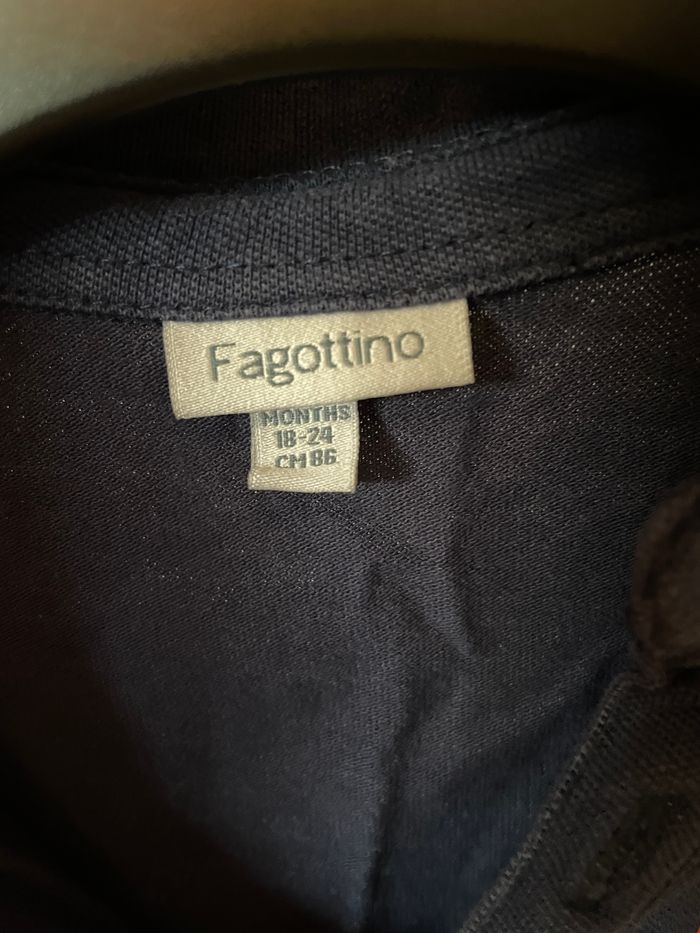 Fagottino
MONTHS
18-24
CM 86